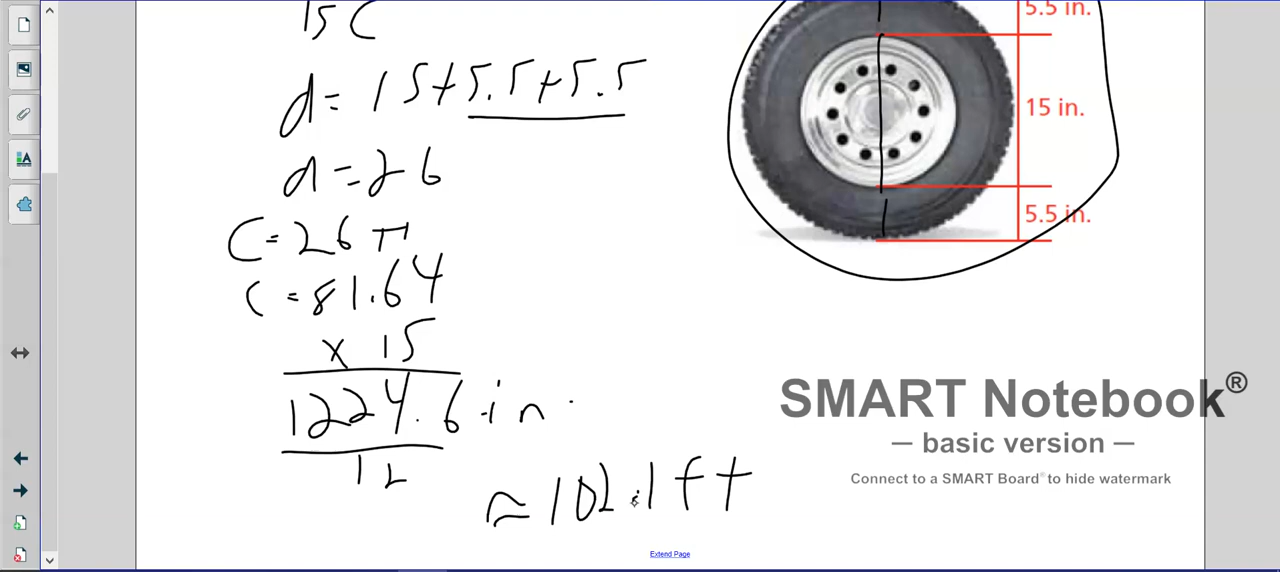 15C
5.5 in.
d = 15+5.5+5.5
15 in.
d = 26
5.5 in.
C = 26π
C = 81.64
x 15
1224.6 in.
12
≈ 102.1 ft
SMART Notebook®
— basic version —
Connect to a SMART Board® to hide watermark
Extend Page